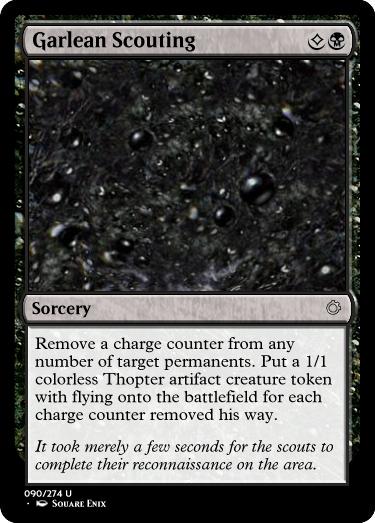 Garlean Scouting
Sorcery
Remove a charge counter from any
number of target permanents. Put a 1/1
colorless Thopter artifact creature token
with flying onto the battlefield for each
charge counter removed his way.
It took merely a few seconds for the scouts to
complete their reconnaissance on the area.
090/274 U
· Square Enix